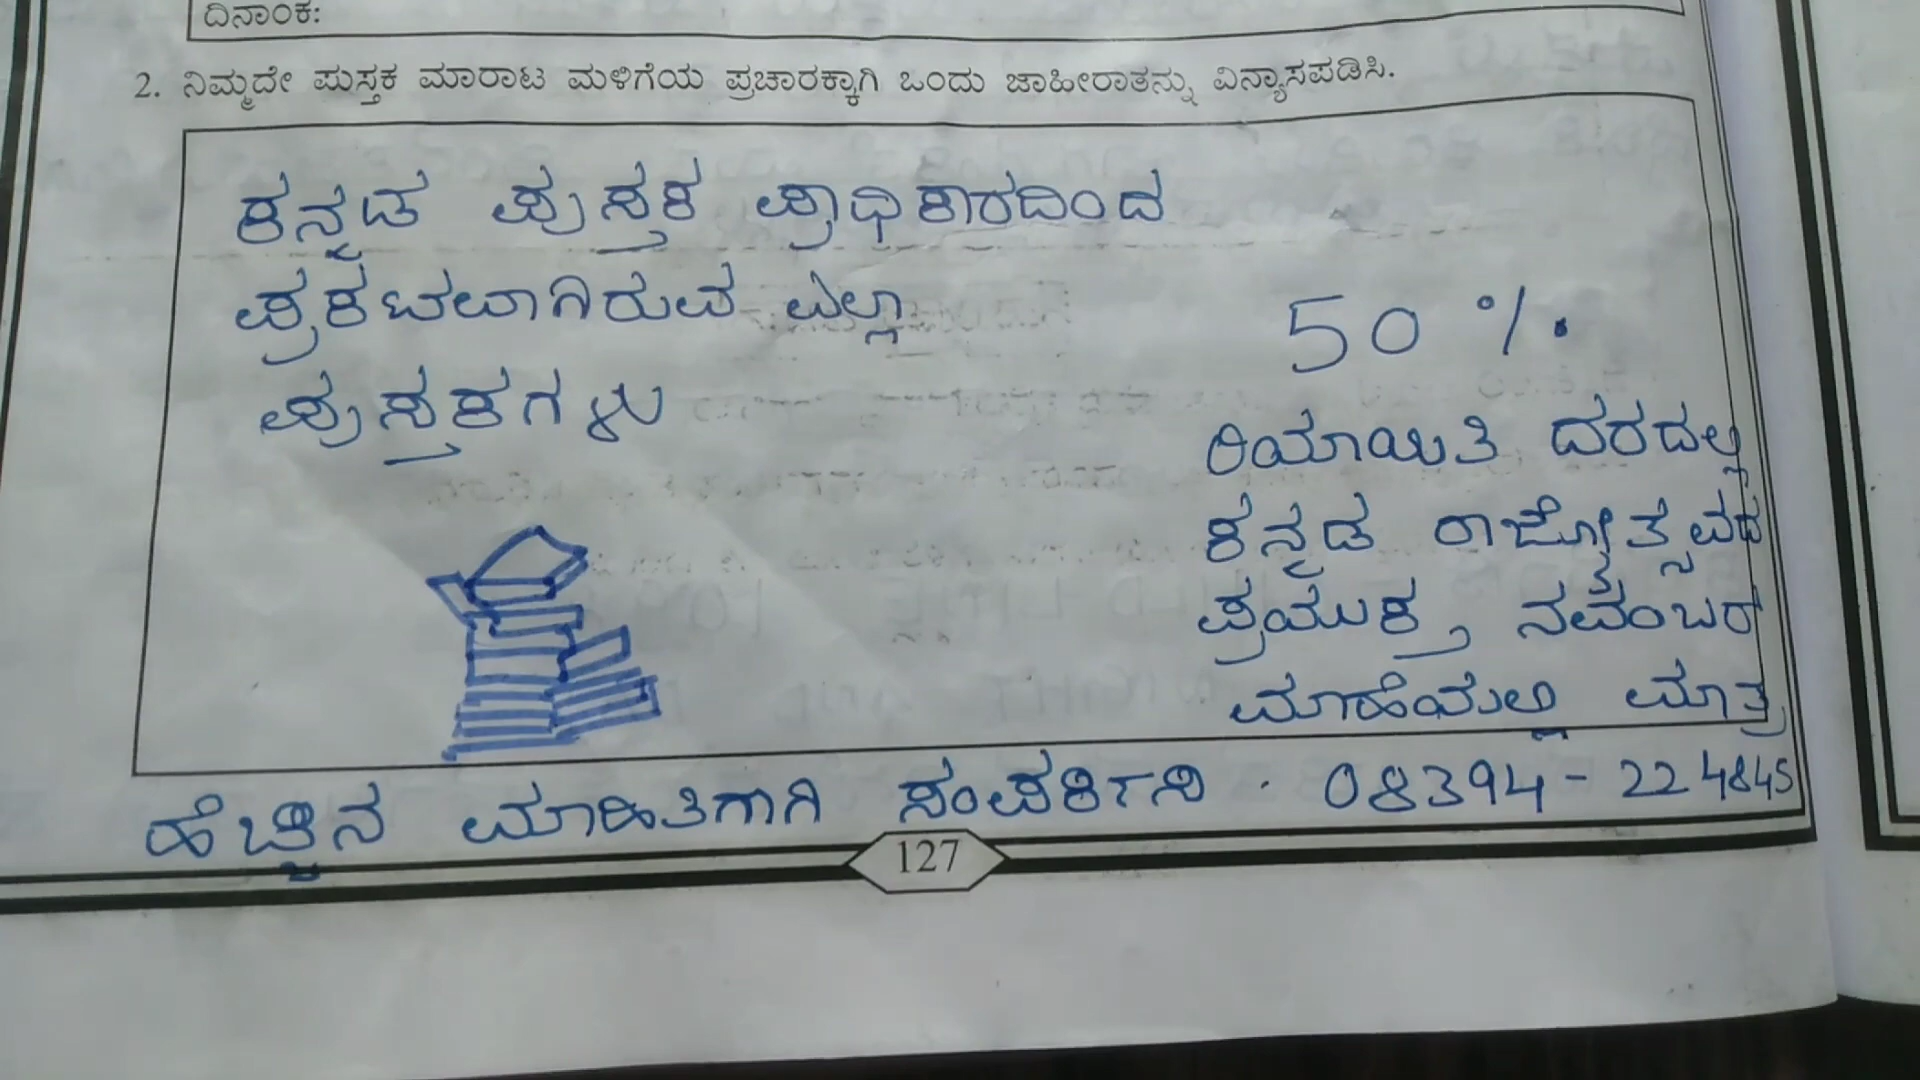 ದಿನಾಂಕ:
2. ನಿಮ್ಮದೇ ಪುಸ್ತಕ ಮಾರಾಟ ಮಳಿಗೆಯ ಪ್ರಚಾರಕ್ಕಾಗಿ ಒಂದು ಜಾಹೀರಾತನ್ನು ವಿನ್ಯಾಸಪಡಿಸಿ.
ಕನ್ನಡ ಪುಸ್ತಕ ಪ್ರಾಧಿಕಾರದಿಂದ
ಪ್ರಕಟವಾಗಿರುವ ಎಲ್ಲಾ
ಪುಸ್ತಕಗಳು
50 %
ರಿಯಾಯಿತಿ ದರದಲ್ಲಿ
ಕನ್ನಡ ರಾಜ್ಯೋತ್ಸವದ
ಪ್ರಯುಕ್ತ ನವೆಂಬರ್
ಮಾಹೆಯಲ್ಲಿ ಮಾತ್ರ
ಹೆಚ್ಚಿನ ಮಾಹಿತಿಗಾಗಿ ಸಂಪರ್ಕಿಸಿ . 08394-224845
127